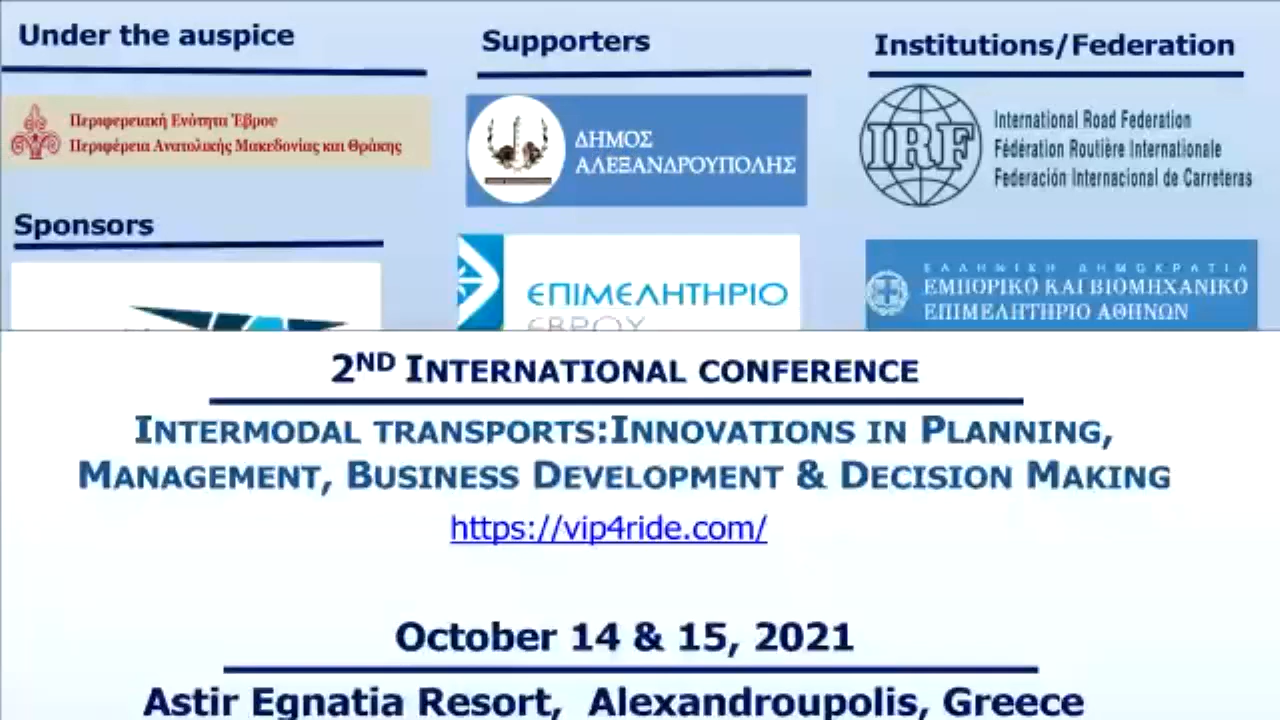 Under the auspice
Περιφερειακή Ενότητα Έβρου
Περιφέρεια Ανατολικής Μακεδονίας και Θράκης
Sponsors
Supporters
ΔΗΜΟΣ
ΑΛΕΞΑΝΔΡΟΥΠΟΛΗΣ
ΕΠΙΜΕΛΗΤΗΡΙΟ
ΕΒΡΟΥ
Institutions/Federation
IRF
International Road Federation
Fédération Routière Internationale
Federación Internacional de Carreteras
ΕΛΛΗΝΙΚΗ ΔΗΜΟΚΡΑΤΙΑ
ΕΜΠΟΡΙΚΟ ΚΑΙ ΒΙΟΜΗΧΑΝΙΚΟ
ΕΠΙΜΕΛΗΤΗΡΙΟ ΑΘΗΝΩΝ
2ND INTERNATIONAL CONFERENCE
INTERMODAL TRANSPORTS:INNOVATIONS IN PLANNING,
MANAGEMENT, BUSINESS DEVELOPMENT & DECISION MAKING
https://vip4ride.com/
October 14 & 15, 2021
Astir Egnatia Resort, Alexandroupolis, Greece